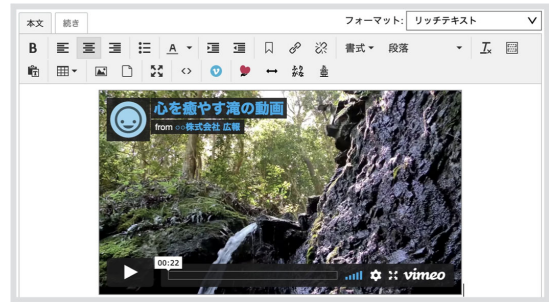 本文 続き フォーマット: リッチテキスト
B A 書式 段落 Tx
心を癒やす滝の動画
from ○○株式会社 広報
00:22
vimeo